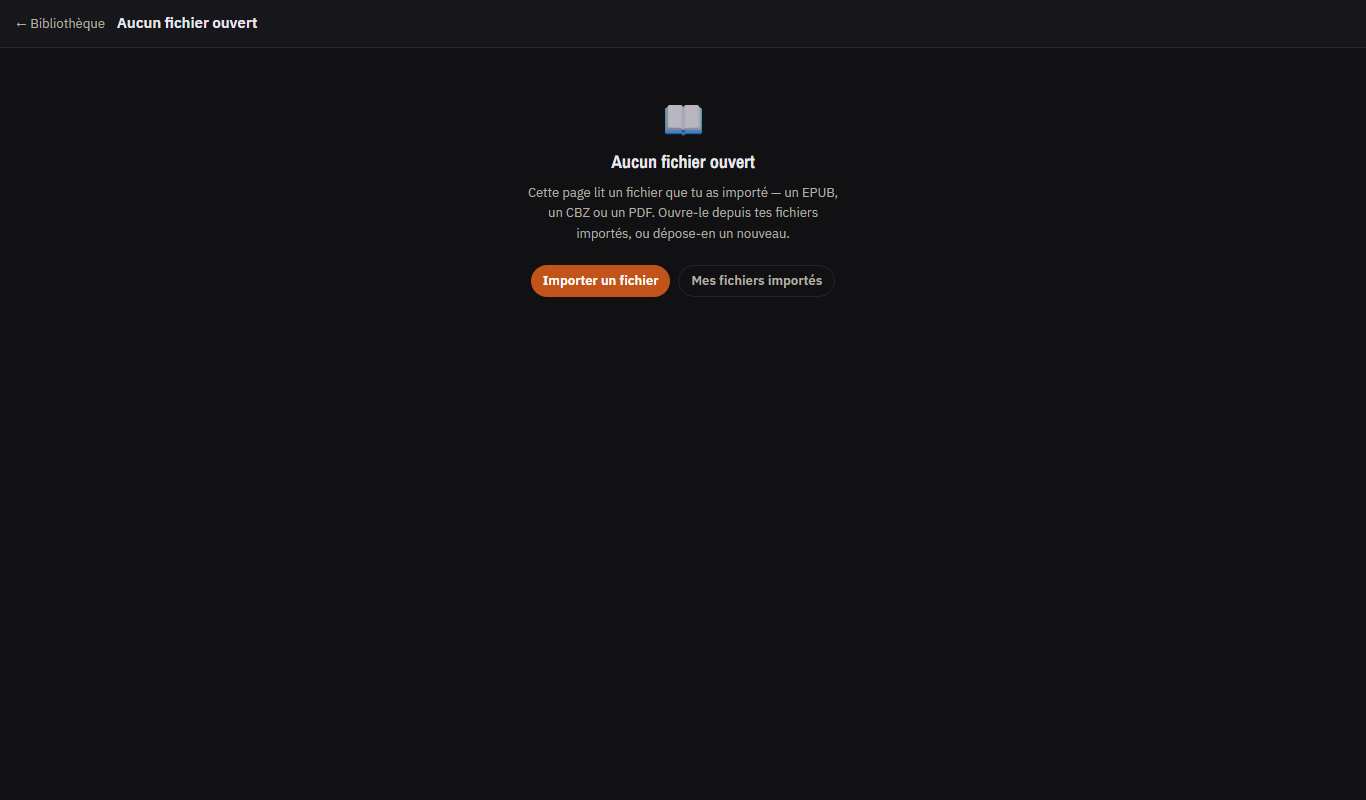 ← Bibliothèque Aucun fichier ouvert
Aucun fichier ouvert
Cette page lit un fichier que tu as importé — un EPUB,
un CBZ ou un PDF. Ouvre-le depuis tes fichiers
importés, ou dépose-en un nouveau.
Importer un fichier Mes fichiers importés